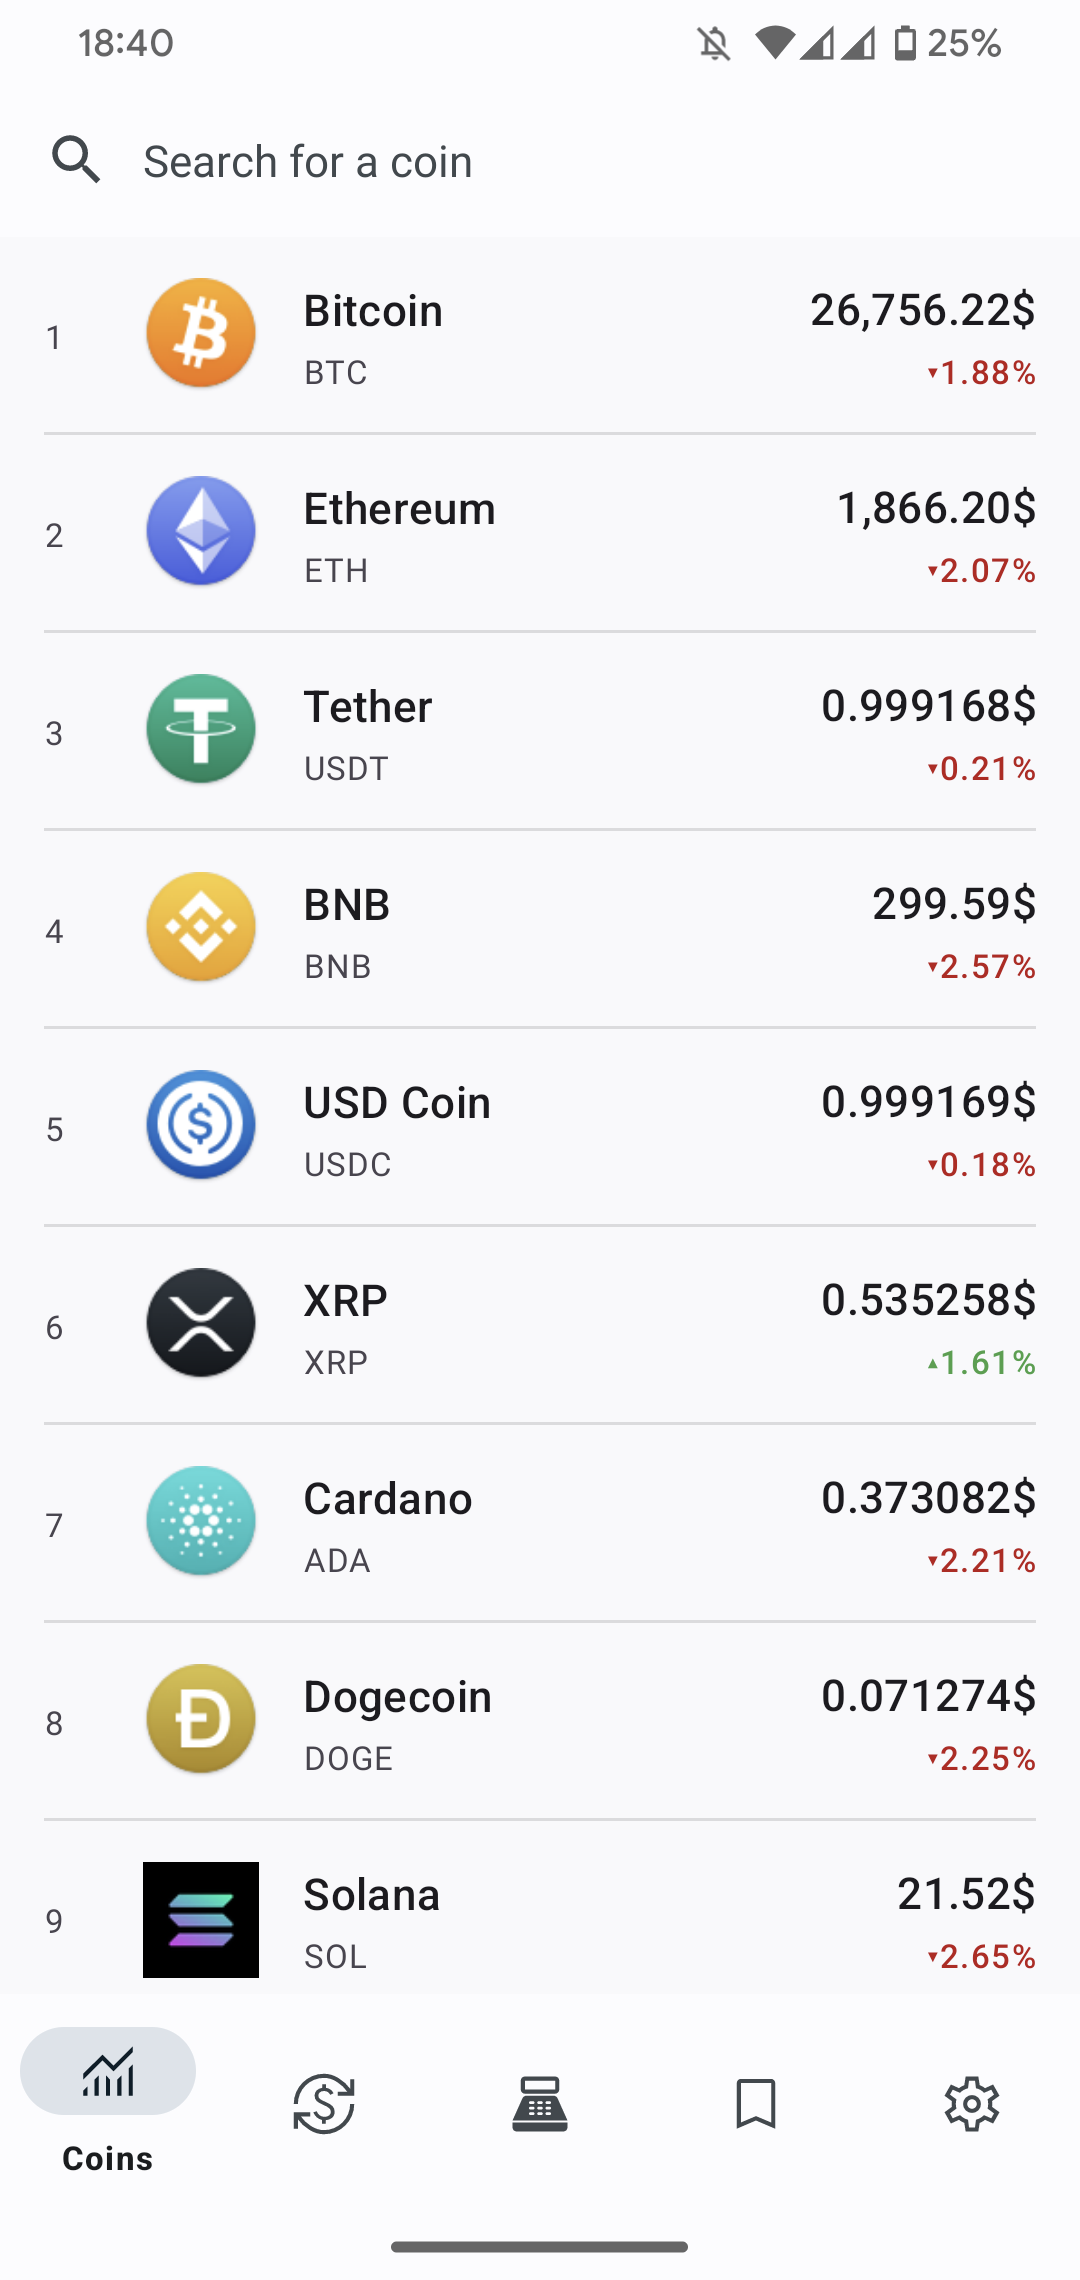 18:40 25%
Search for a coin
1 Bitcoin 26,756.22$
BTC ▾1.88%
2 Ethereum 1,866.20$
ETH ▾2.07%
3 Tether 0.999168$
USDT ▾0.21%
4 BNB 299.59$
BNB ▾2.57%
5 USD Coin 0.999169$
USDC ▾0.18%
6 XRP 0.535258$
XRP ▴1.61%
7 Cardano 0.373082$
ADA ▾2.21%
8 Dogecoin 0.071274$
DOGE ▾2.25%
9 Solana 21.52$
SOL ▾2.65%
Coins